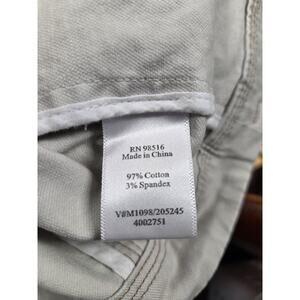 RN 98516
Made in China
97% Cotton
3% Spandex
V#M1098/205245
4002751